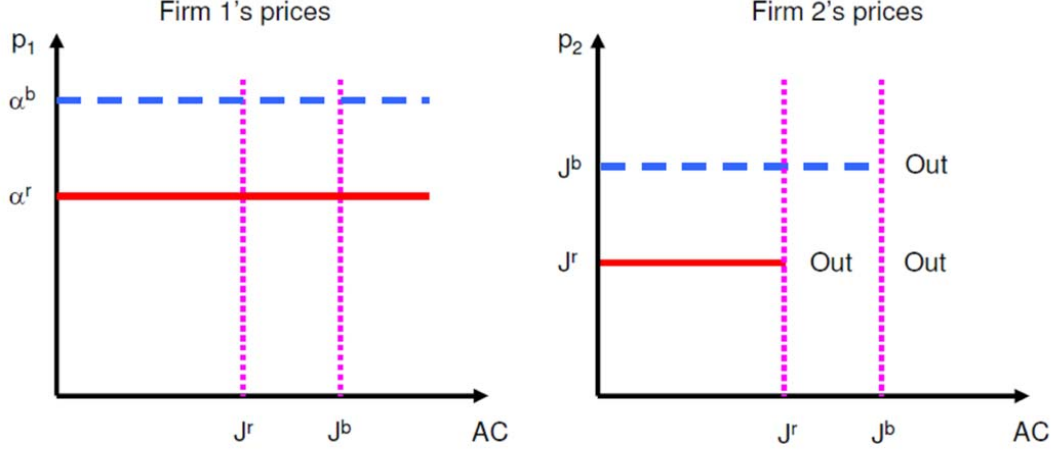 Firm 1's prices
p₁
αᵇ
αʳ
Jʳ
Jᵇ
AC
Firm 2's prices
p₂
Jᵇ
Out
Jʳ
Out
Out
Jʳ
Jᵇ
AC